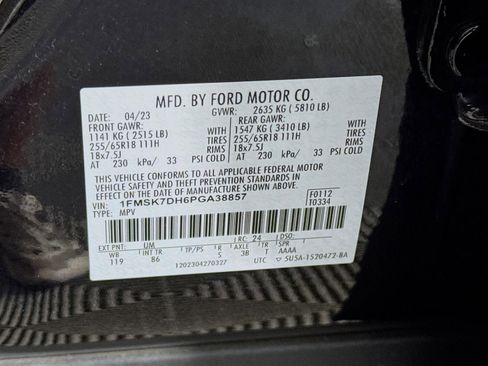 MFD. BY FORD MOTOR CO.
DATE: 04/23 GVWR: 2635 KG ( 5810 LB)
FRONT GAWR: REAR GAWR:
1141 KG ( 2515 LB) WITH 1547 KG ( 3410 LB) WITH
255/65R18 111H TIRES 255/65R18 111H TIRES
18x7.5J RIMS 18x7.5J RIMS
AT 230 kPa/ 33 PSI COLD AT 230 kPa/ 33 PSI COLD
THIS VEHICLE CONFORMS TO ALL APPLICABLE FEDERAL MOTOR
VEHICLE SAFETY AND THEFT PREVENTION STANDARDS IN EFFECT ON
THE DATE OF MANUFACTURE SHOWN ABOVE.
VIN: 1FMSK7DH6PGA38857 F0112
TYPE: MPV T0334
EXT PNT: UM RC: 24 DSO:
WB INT TR TP/PS R AXLE TR SPR
119 86 S 3B T AAAA
1202304270327 UTC SU5A-1520472-BA